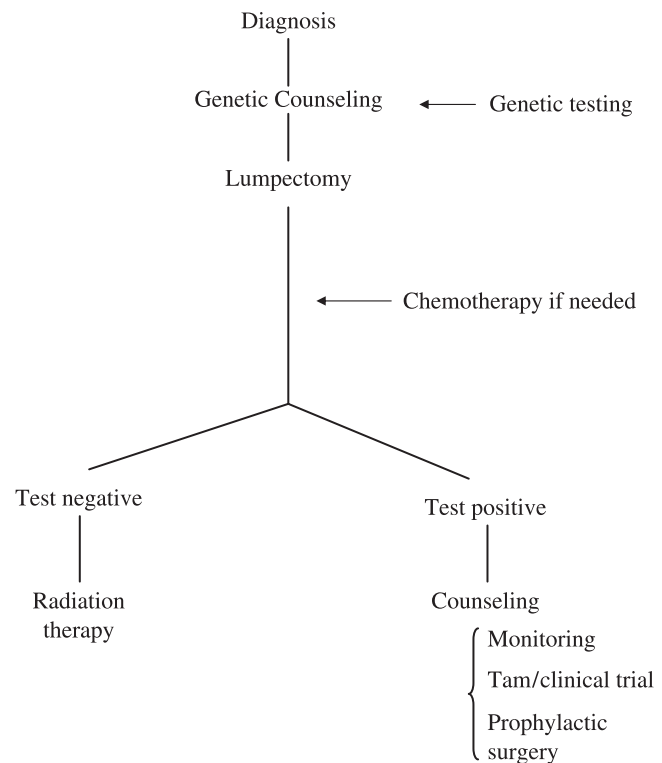 Diagnosis
Genetic Counseling
Genetic testing
Lumpectomy
Chemotherapy if needed
Test negative
Test positive
Radiation
therapy
Counseling
Monitoring
Tam/clinical trial
Prophylactic
surgery